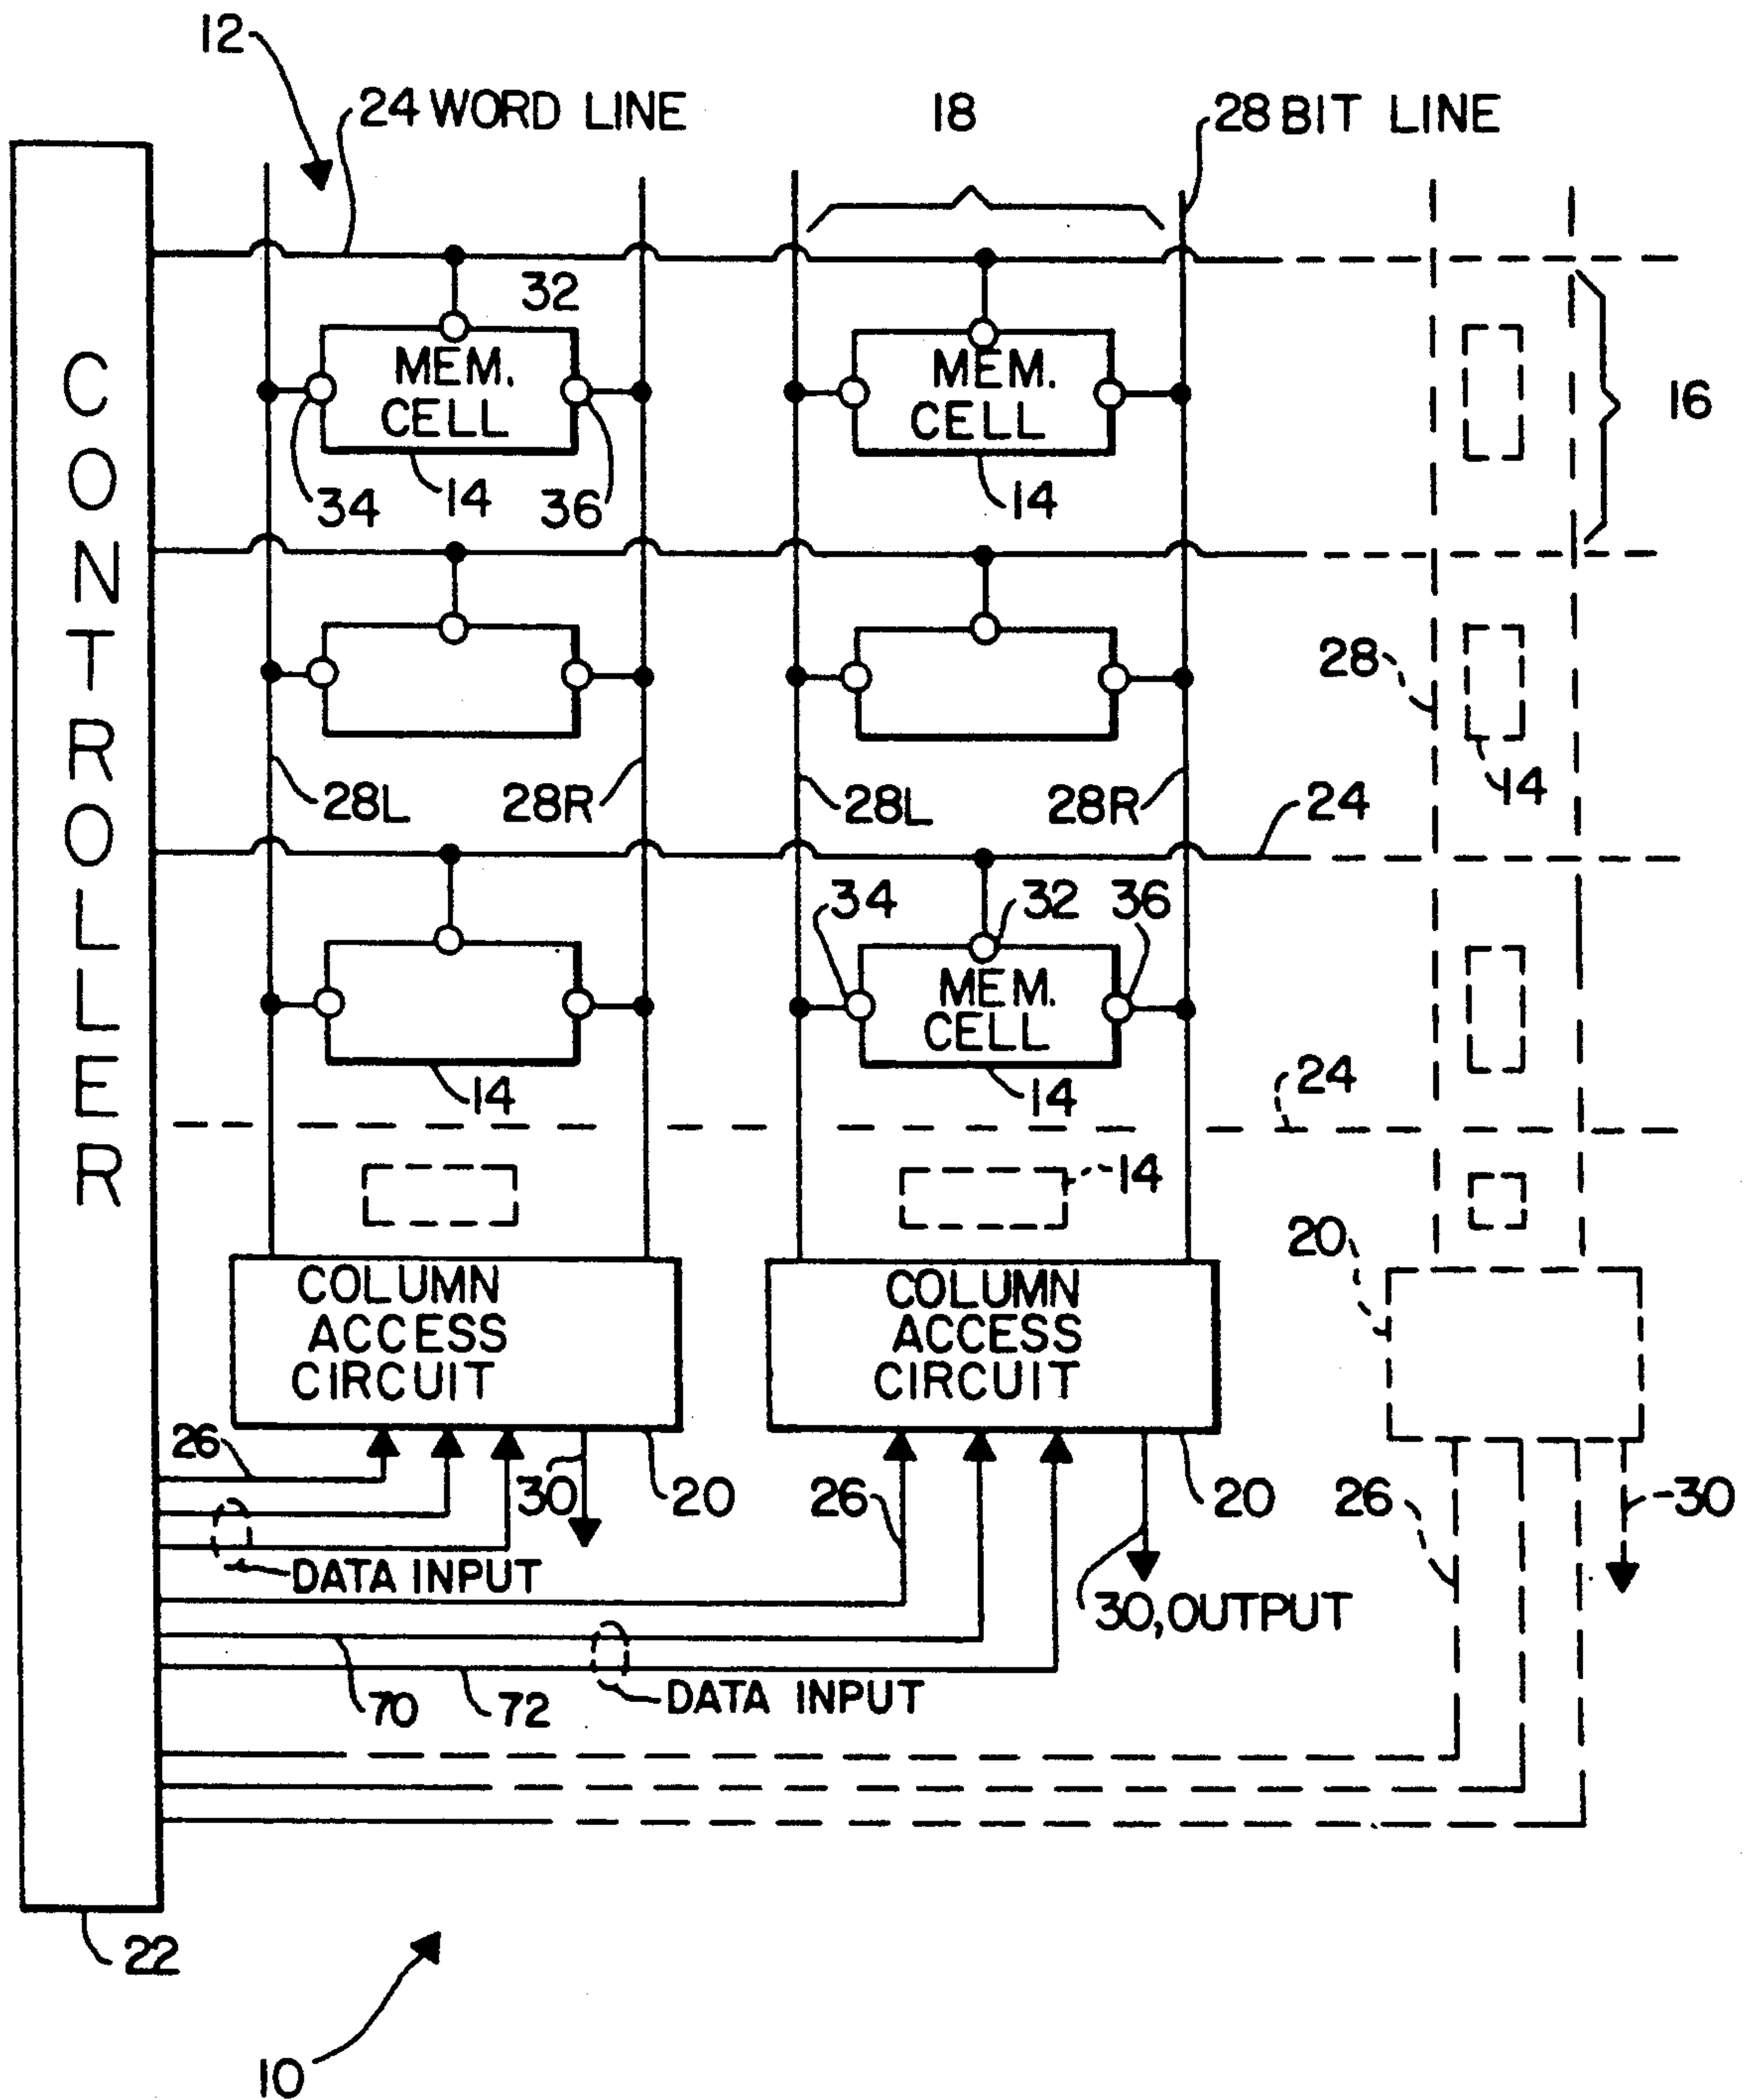 12
24 WORD LINE
18
28 BIT LINE
CONTROLLER
32
MEM.
CELL
MEM.
CELL
16
34
14
36
14
28
14
28L
28R
28L
28R
24
34
32
36
MEM.
CELL
14
14
24
14
20
COLUMN
ACCESS
CIRCUIT
COLUMN
ACCESS
CIRCUIT
26
30
20
26
20
26
30
DATA INPUT
30, OUTPUT
70
72
DATA INPUT
22
10